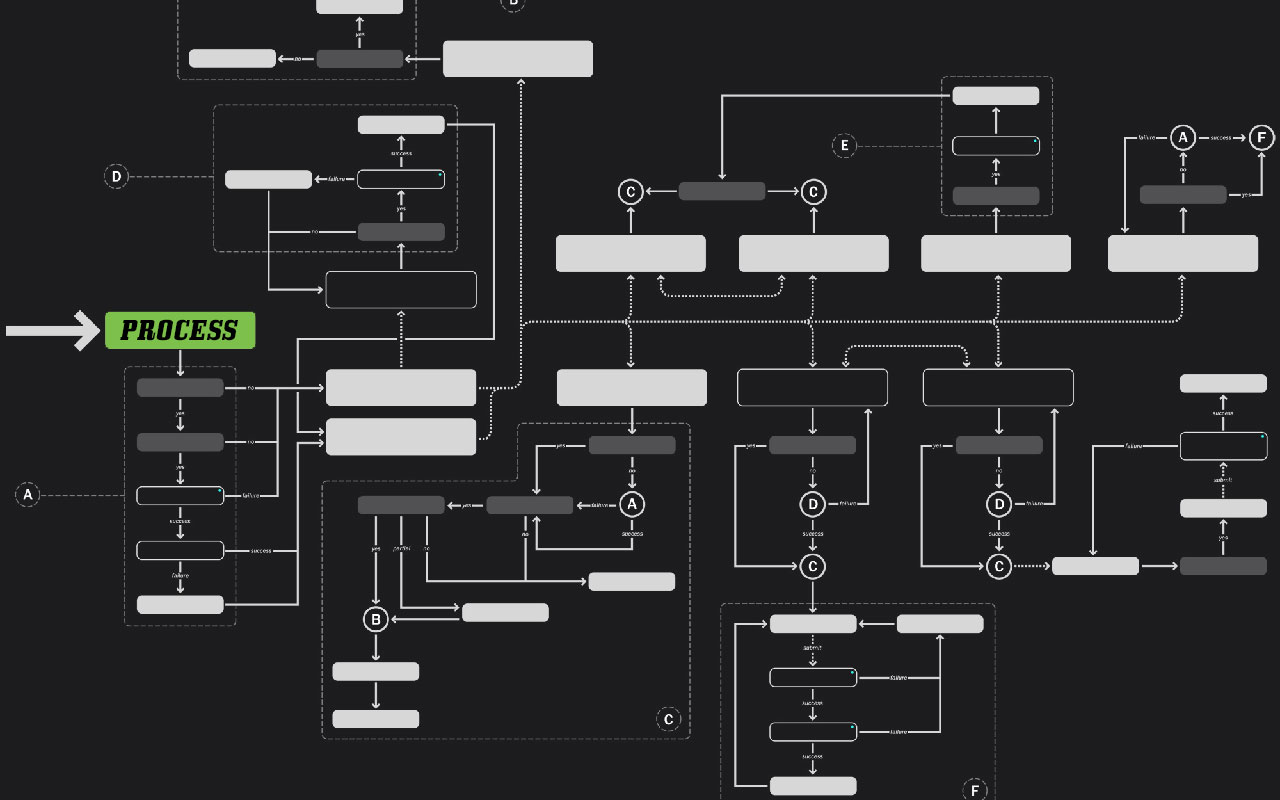 B
yes
no
success
D
failure
yes
no
E
yes
failure
A
success
F
no
yes
C
C
PROCESS
no
yes
no
yes
A
failure
success
success
failure
yes
no
yes
failure
A
no
success
yes
partial
no
B
C
yes
no
D
failure
success
C
yes
no
D
failure
success
C
success
failure
submit
yes
submit
failure
success
failure
success
F